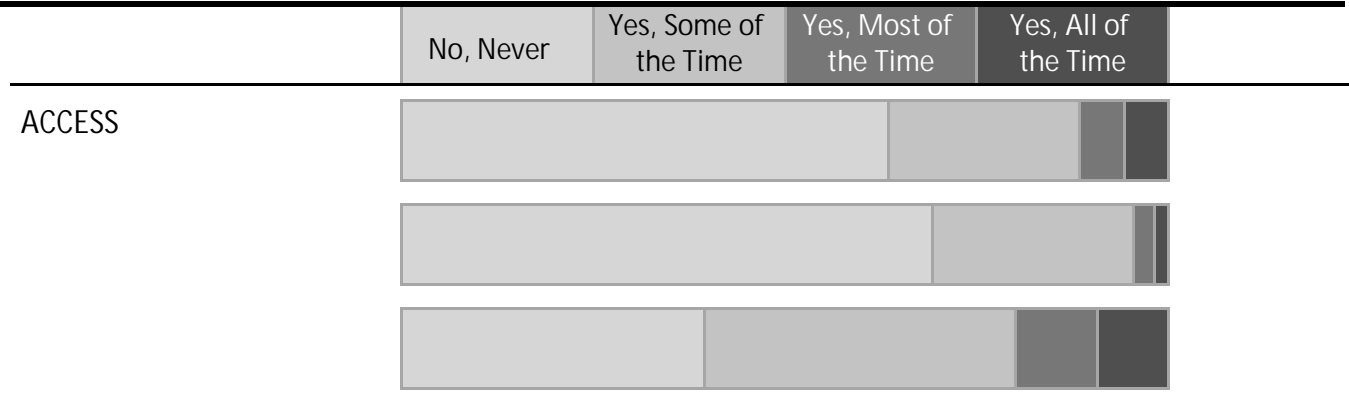 No, Never
Yes, Some of
the Time
Yes, Most of
the Time
Yes, All of
the Time
ACCESS